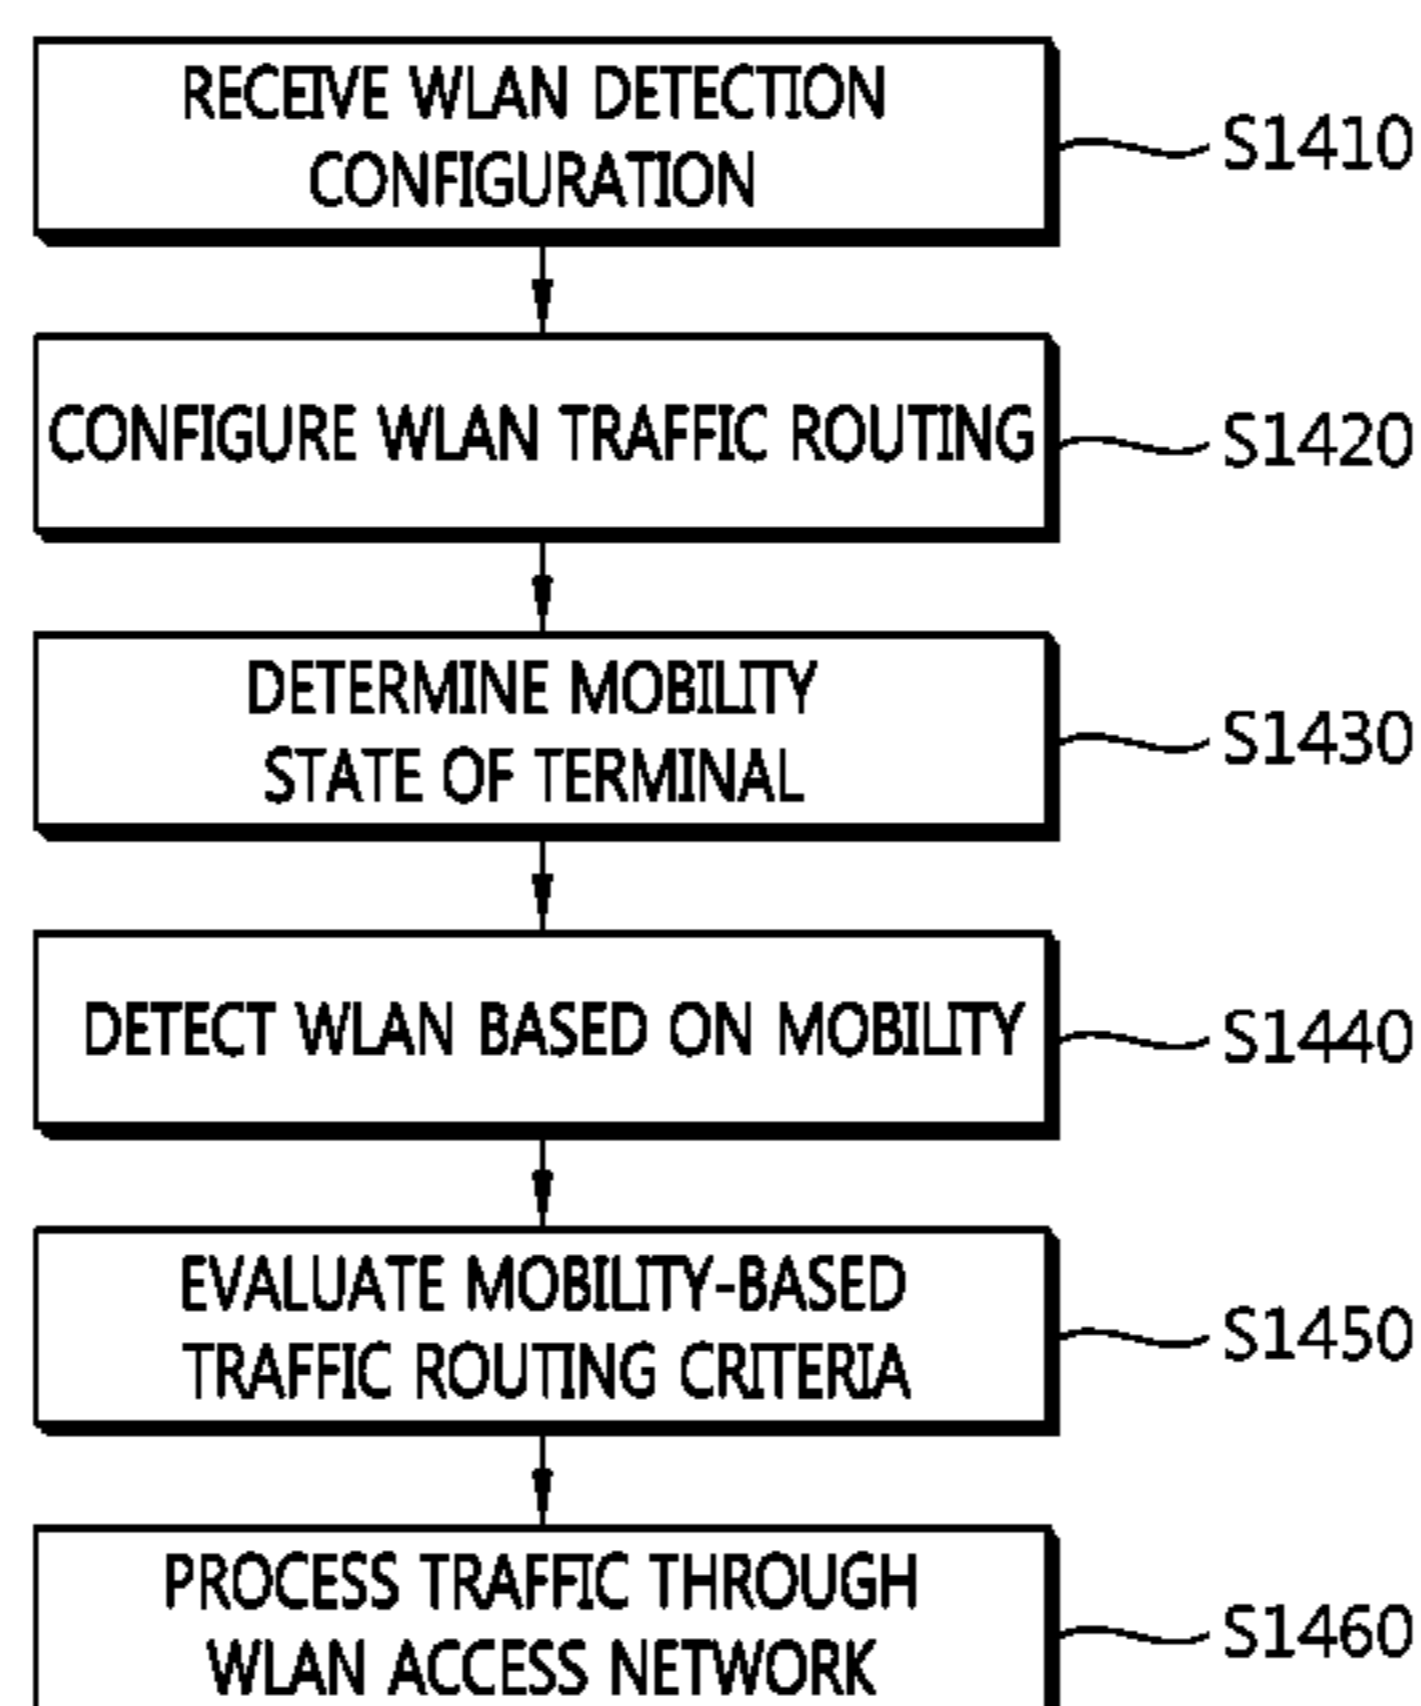 RECEIVE WLAN DETECTION
CONFIGURATION
S1410
CONFIGURE WLAN TRAFFIC ROUTING
S1420
DETERMINE MOBILITY
STATE OF TERMINAL
S1430
DETECT WLAN BASED ON MOBILITY
S1440
EVALUATE MOBILITY-BASED
TRAFFIC ROUTING CRITERIA
S1450
PROCESS TRAFFIC THROUGH
WLAN ACCESS NETWORK
S1460